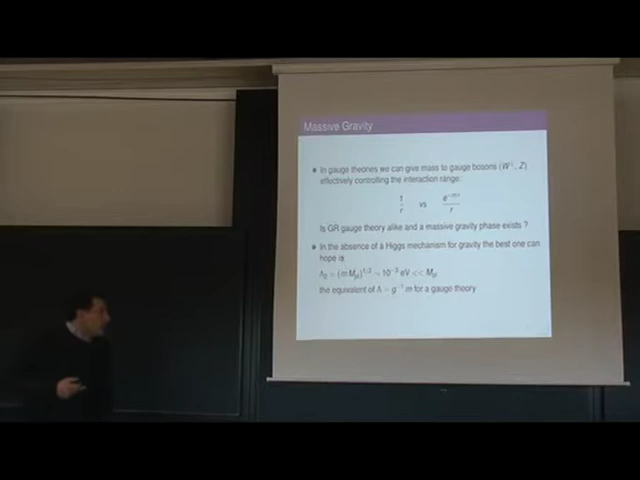 Massive Gravity
• In gauge theories we can give mass to gauge bosons (W±, Z)
effectively controlling the interaction range:
1/r vs e^−mr/r
Is GR gauge theory alike and a massive gravity phase exists ?
• In the absence of a Higgs mechanism for gravity the best one can
hope is
Λ₂ = (m Mpl)^1/2 ∼ 10^−3 eV << Mpl
the equivalent of Λ = g^−1 m for a gauge theory